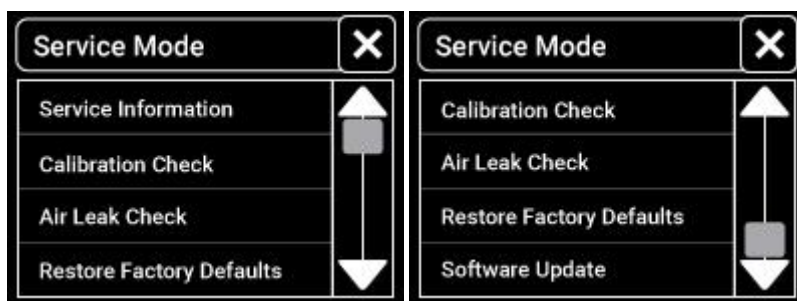 Service Mode
Service Information
Calibration Check
Air Leak Check
Restore Factory Defaults
Service Mode
Calibration Check
Air Leak Check
Restore Factory Defaults
Software Update